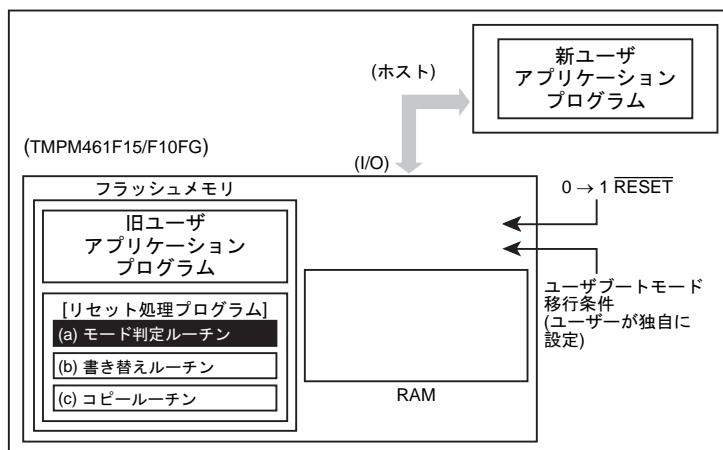 新ユーザ
アプリケーション
プログラム
(ホスト)
(TMPM461F15/F10FG)
(I/O)
フラッシュメモリ
旧ユーザ
アプリケーション
プログラム
0 → 1 RESET
[リセット処理プログラム]
(a) モード判定ルーチン
(b) 書き替えルーチン
(c) コピールーチン
RAM
ユーザブートモード
移行条件
(ユーザーが独自に
設定)